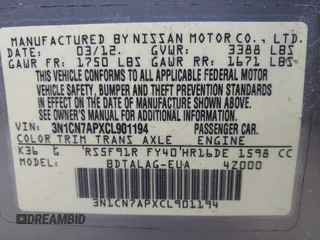 MANUFACTURED BY NISSAN MOTOR CO., LTD.
DATE: 03/12. GVWR: 3388 LBS
GAWR FR: 1750 LBS GAWR RR: 1671 LBS
THIS VEHICLE CONFORMS TO ALL APPLICABLE FEDERAL MOTOR
VEHICLE SAFETY, BUMPER AND THEFT PREVENTION STANDARDS
IN EFFECT ON THE DATE OF MANUFACTURE SHOWN ABOVE.
SEE OWNER'S MANUAL FOR ADDITIONAL INFORMATION.
VIN: 3N1CN7APXCL901194 PASSENGER CAR.
COLOR TRIM TRANS AXLE ENGINE
K36 G RS5F91R FY40 HR16DE 1598 CC
MODEL: BDTALAG-EUA 4Z000
3N1CN7APXCL901194
DREAMBID